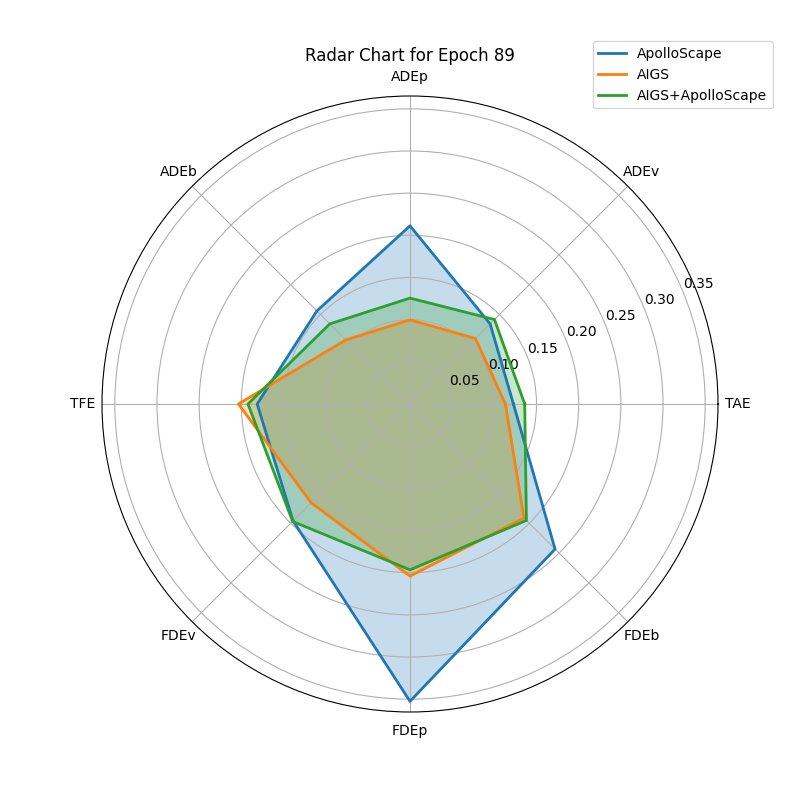 Radar Chart for Epoch 89
ApolloScape
AIGS
AIGS+ApolloScape
ADEp
ADEb
ADEv
0.35
0.30
0.25
0.20
0.15
0.10
0.05
TFE
TAE
FDEv
FDEb
FDEp